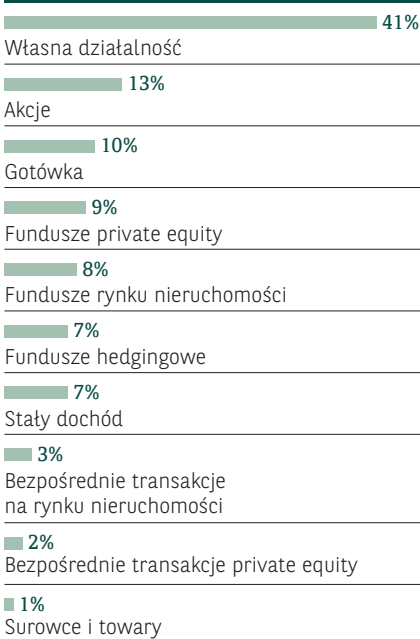 41%
Własna działalność
13%
Akcje
10%
Gotówka
9%
Fundusze private equity
8%
Fundusze rynku nieruchomości
7%
Fundusze hedgingowe
7%
Stały dochód
3%
Bezpośrednie transakcje
na rynku nieruchomości
2%
Bezpośrednie transakcje private equity
1%
Surowce i towary